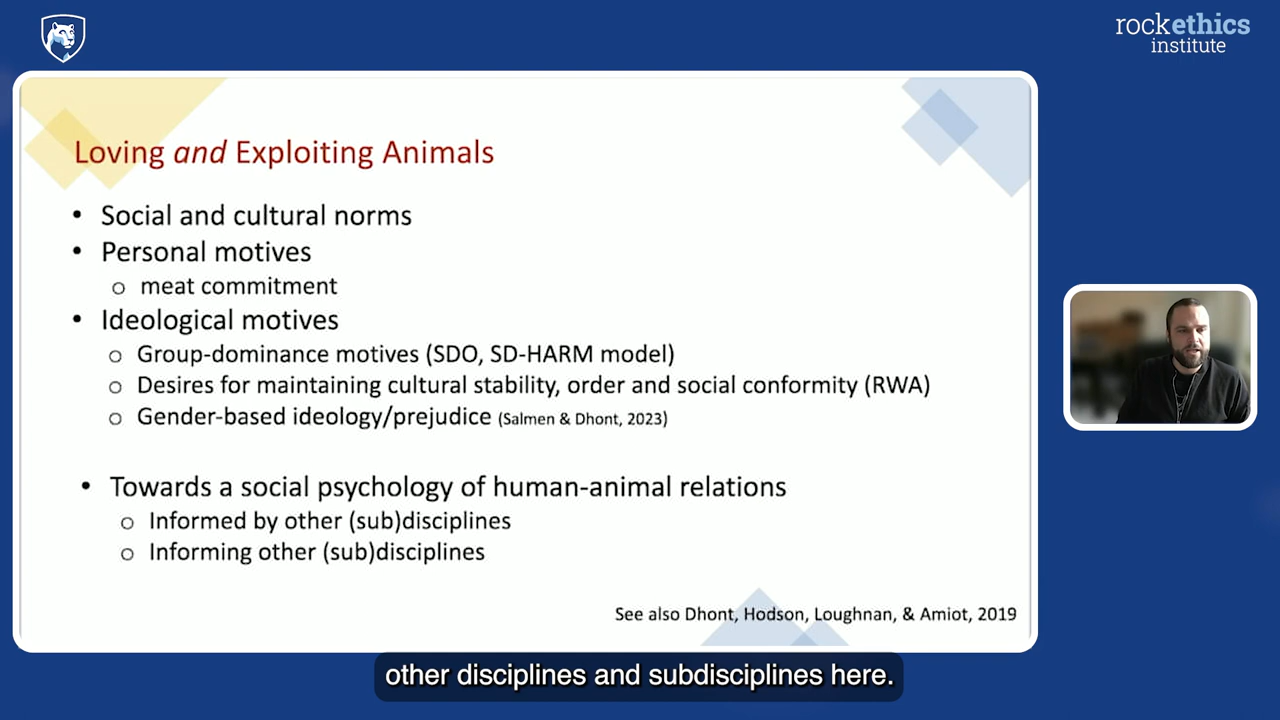 rockethics
institute
Loving and Exploiting Animals
• Social and cultural norms
• Personal motives
o meat commitment
• Ideological motives
o Group-dominance motives (SDO, SD-HARM model)
o Desires for maintaining cultural stability, order and social conformity (RWA)
o Gender-based ideology/prejudice (Salmen & Dhont, 2023)
• Towards a social psychology of human-animal relations
o Informed by other (sub)disciplines
o Informing other (sub)disciplines
See also Dhont, Hodson, Loughnan, & Amiot, 2019
other disciplines and subdisciplines here.